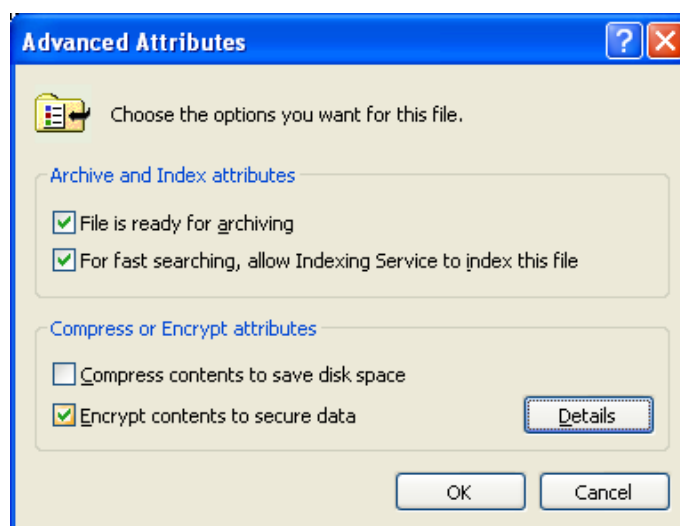 Advanced Attributes
Choose the options you want for this file.
Archive and Index attributes
File is ready for archiving
For fast searching, allow Indexing Service to index this file
Compress or Encrypt attributes
Compress contents to save disk space
Encrypt contents to secure data
Details
OK
Cancel